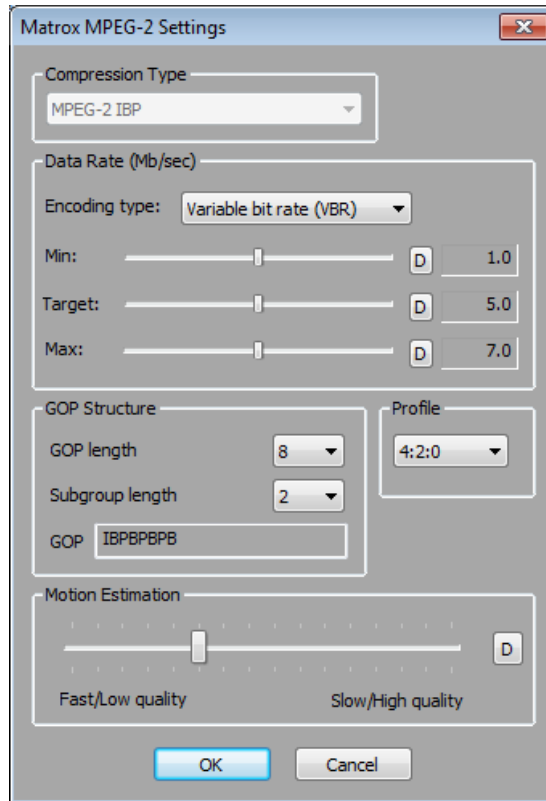 Matrox MPEG-2 Settings
Compression Type
MPEG-2 IBP
Data Rate (Mb/sec)
Encoding type: Variable bit rate (VBR)
Min: D 1.0
Target: D 5.0
Max: D 7.0
GOP Structure
GOP length 8
Subgroup length 2
GOP IBPBPBPB
Profile
4:2:0
Motion Estimation
D
Fast/Low quality Slow/High quality
OK Cancel